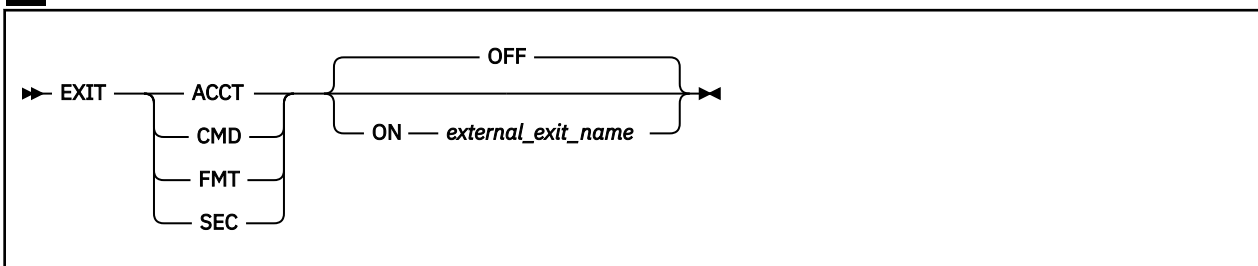 OFF
EXIT ACCT
ON external_exit_name
CMD
FMT
SEC